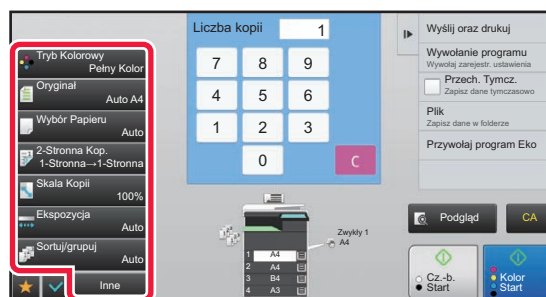 Tryb Kolorowy
Pełny Kolor
Oryginał
Auto A4
Wybór Papieru
Auto
2-Stronna Kop.
1-Stronna→1-Stronna
Skala Kopii
100%
Ekspozycja
Auto
Sortuj/grupuj
Auto
Inne
Liczba kopii 1
7 8 9
4 5 6
1 2 3
0 C
Zwykły 1
A4
1 A4
2 A4
3 B4
4 A3
Wyślij oraz drukuj
Wywołanie programu
Wywołaj zarejestr. ustawienia
Przech. Tymcz.
Zapisz dane tymczasowo
Plik
Zapisz dane w folderze
Przywołaj program Eko
Podgląd CA
Cz.-b.
Start
Kolor
Start